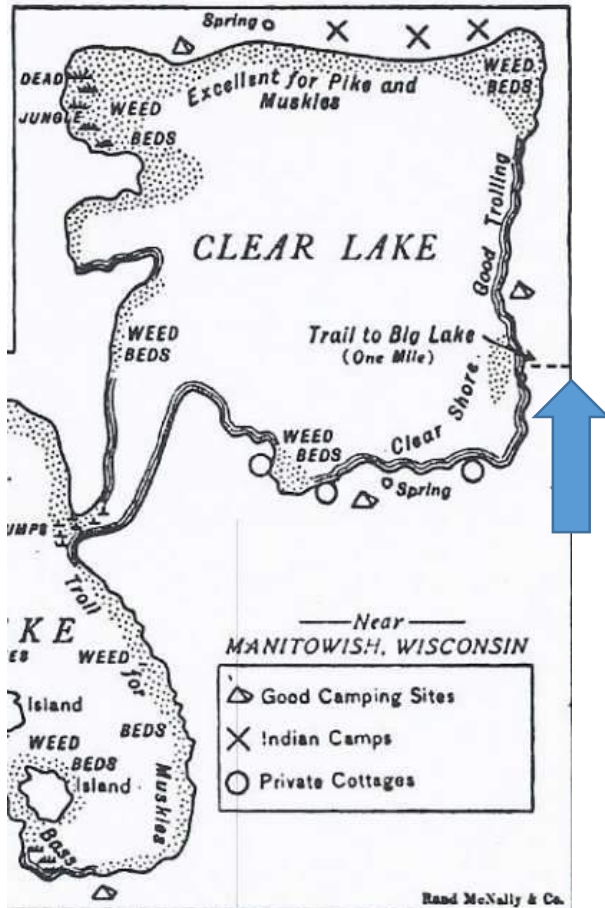 Spring
Excellent for Pike and
Muskies
WEED
BEDS
DEAD
JUNGLE
WEED
BEDS
Good Trolling
CLEAR LAKE
Trail to Big Lake
(One Mile)
WEED
BEDS
Clear Shore.
WEED
BEDS
Spring
UMPS
Troll for Muskies
KE
ES
WEED
BEDS
Island
WEED
BEDS
Island
Bass
Near
MANITOWISH, WISCONSIN
Good Camping Sites
Indian Camps
Private Cottages
Rand McNally & Co.